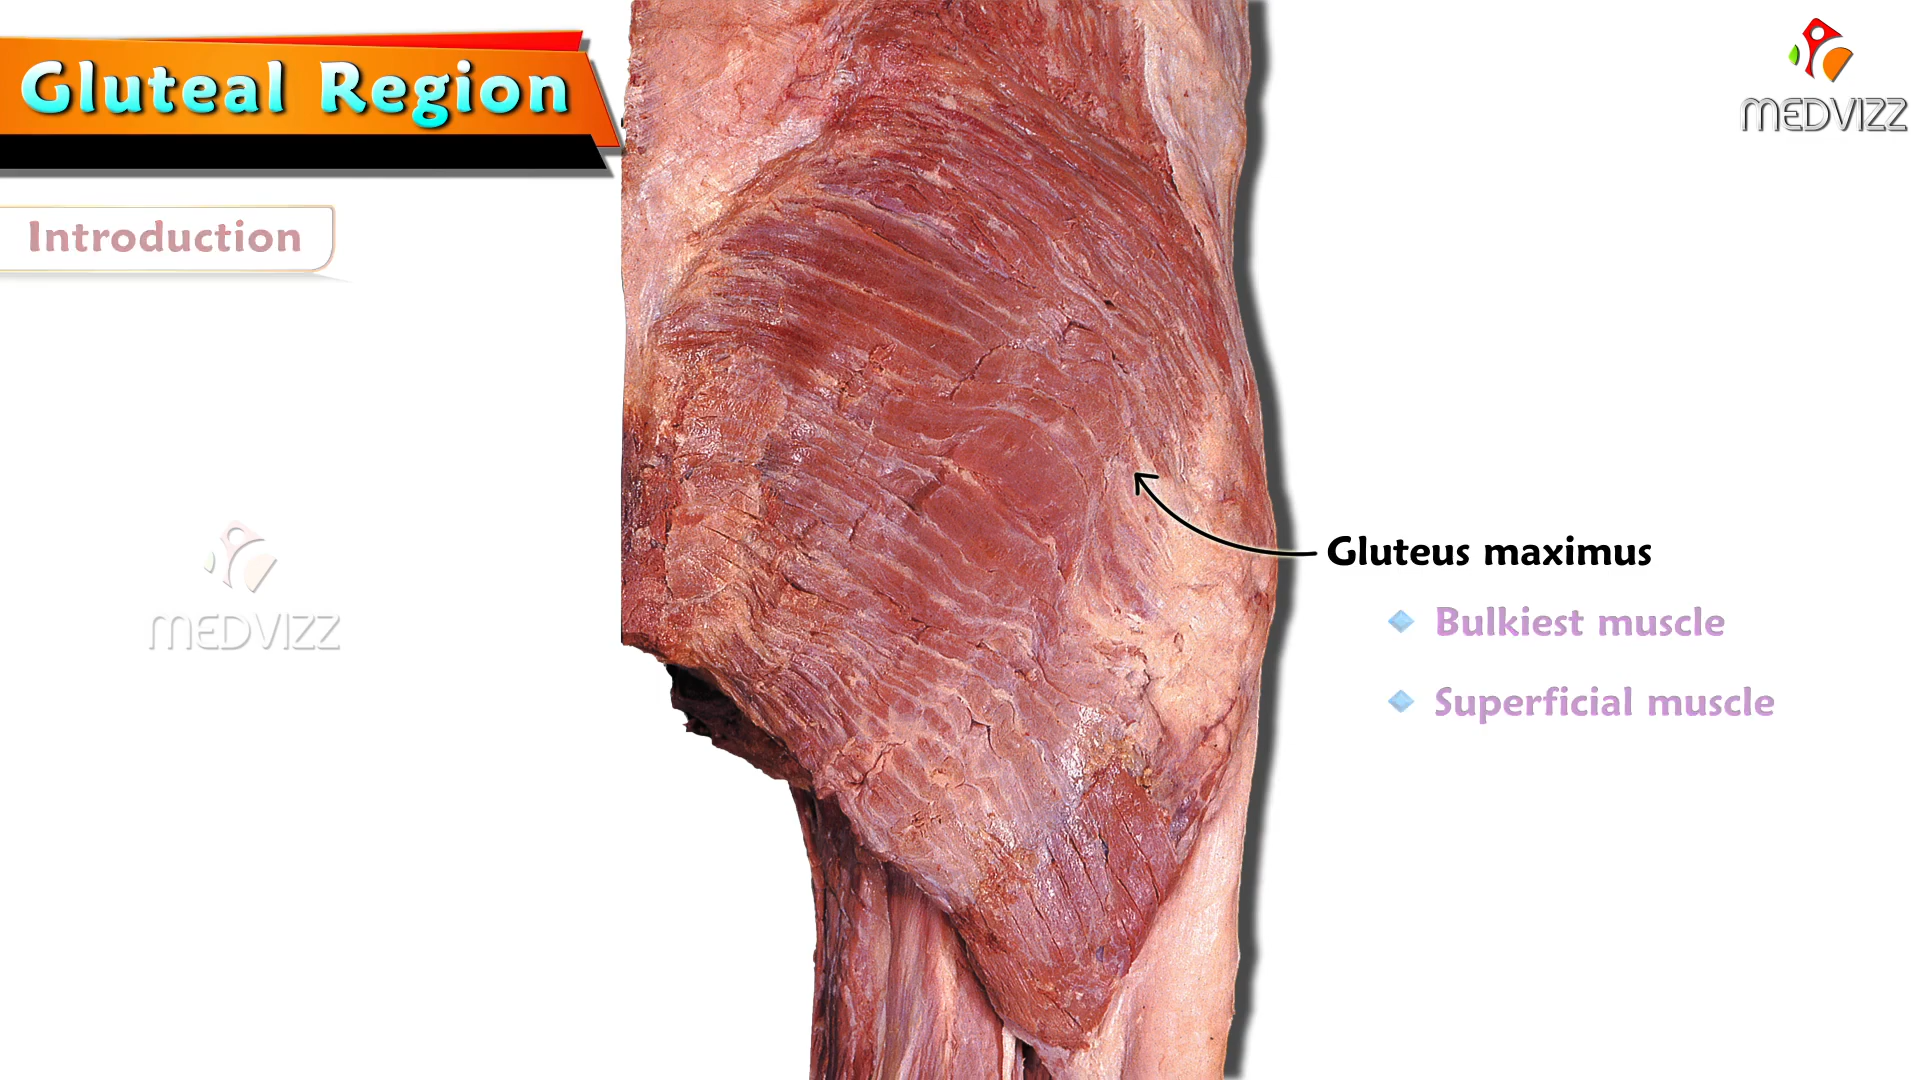 Gluteal Region
MEDVIZZ
Introduction
Gluteus maximus
Bulkiest muscle
MEDVIZZ
Superficial muscle